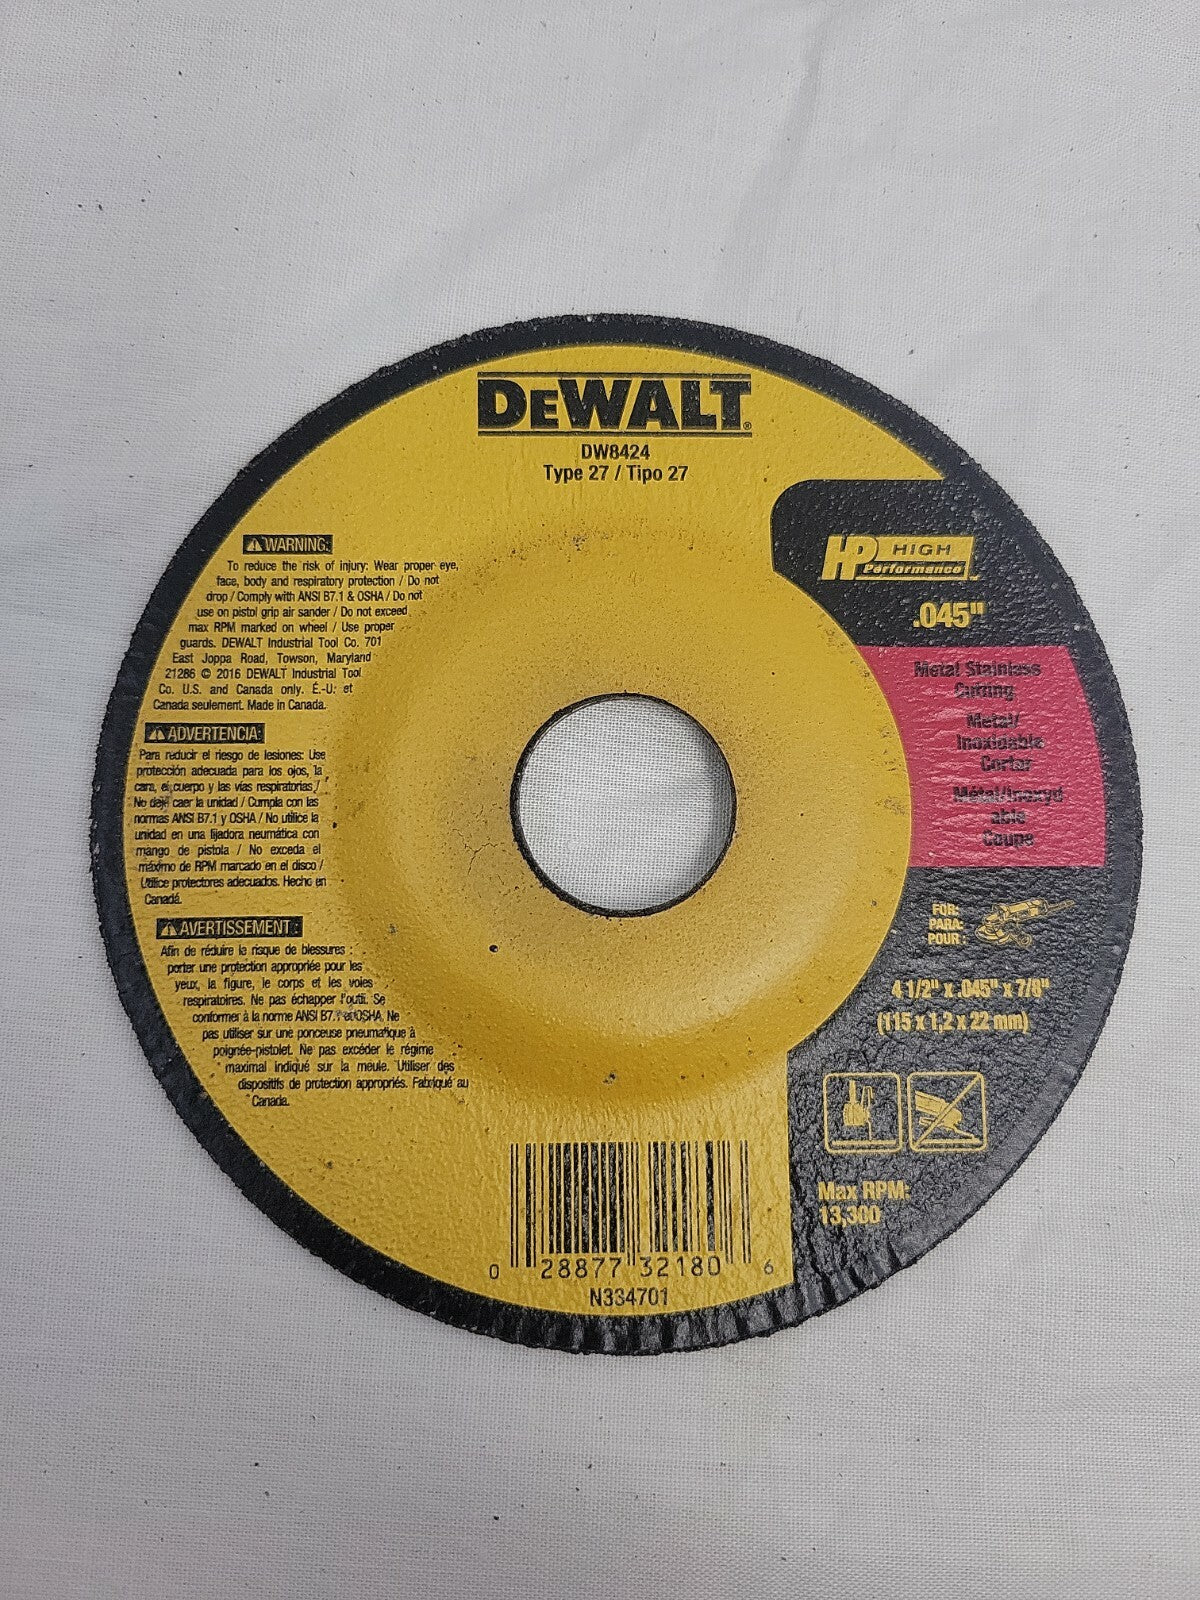 DEWALT®
DW8424
Type 27 / Tipo 27
WARNING:
To reduce the risk of injury: Wear proper eye,
face, body and respiratory protection / Do not
drop / Comply with ANSI B7.1 & OSHA / Do not
use on pistol grip air sander / Do not exceed
max RPM marked on wheel / Use proper
guards. DEWALT Industrial Tool Co. 701
East Joppa Road, Towson, Maryland
21286 © 2016 DEWALT Industrial Tool
Co. U.S. and Canada only. É.-U. et
Canada seulement. Made in Canada.
ADVERTENCIA:
Para reducir el riesgo de lesiones: Use
protección adecuada para los ojos, la
cara, el cuerpo y las vías respiratorias /
No deje caer la unidad / Cumpla con las
normas ANSI B7.1 y OSHA / No utilice la
unidad en una lijadora neumática con
mango de pistola / No exceda el
máximo de RPM marcado en el disco /
Utilice protectores adecuados. Hecho en
Canadá.
AVERTISSEMENT :
Afin de réduire le risque de blessures :
porter une protection appropriée pour les
yeux, la figure, le corps et les voies
respiratoires. Ne pas échapper l'outil. Se
conformer à la norme ANSI B7.1 et OSHA. Ne
pas utiliser sur une ponceuse pneumatique à
poignée-pistolet. Ne pas excéder le régime
maximal indiqué sur la meule. Utiliser des
dispositifs de protection appropriés. Fabriqué au
Canada.
HP HIGH
Performance™
.045"
Metal Stainless
Cutting
Metal/
Inoxidable
Cortar
Métal/Inoxyd
able
Coupe
FOR:
PARA:
POUR :
4 1/2" x .045" x 7/8"
(115 x 1,2 x 22 mm)
Max RPM:
13,300
0 28877 32180 6
N334701